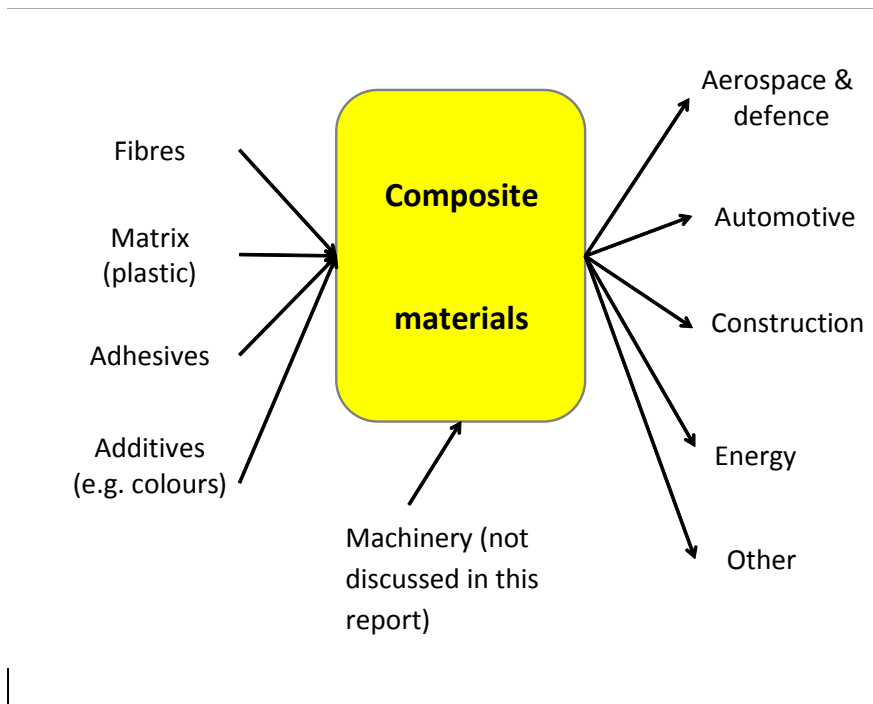 Fibres
Matrix
(plastic)
Adhesives
Additives
(e.g. colours)
Composite
materials
Machinery (not
discussed in this
report)
Aerospace &
defence
Automotive
Construction
Energy
Other